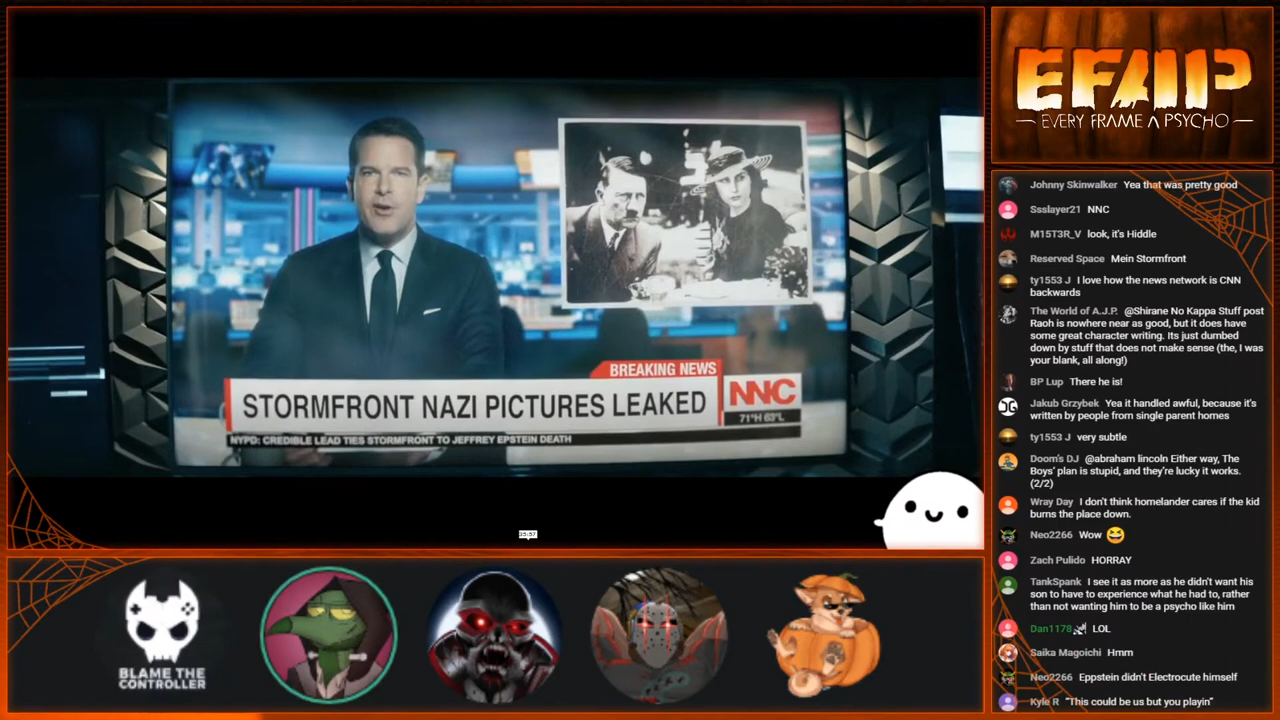 EFAP
EVERY FRAME A PSYCHO
BREAKING NEWS
STORMFRONT NAZI PICTURES LEAKED
NNC
71°H 63°L
NYPD: CREDIBLE LEAD TIES STORMFRONT TO JEFFREY EPSTEIN DEATH
35:57
BLAME THE
CONTROLLER
Johnny Skinwalker Yea that was pretty good
Ssslayer21 NNC
M15T3R_V look, it's Hiddle
Reserved Space Mein Stormfront
ty1553 J I love how the news network is CNN
backwards
The World of A.J.P. @Shirane No Kappa Stuff post
Raoh is nowhere near as good, but it does have
some great character writing. Its just dumbed
down by stuff that does not make sense (the, I was
your blank, all along!)
BP Lup There he is!
Jakub Grzybek Yea it handled awful, because it's
written by people from single parent homes
ty1553 J very subtle
Doom's DJ @abraham lincoln Either way, The
Boys' plan is stupid, and they're lucky it works.
(2/2)
Wray Day I don't think homelander cares if the kid
burns the place down.
Neo2266 Wow 😆
Zach Pulido HORRAY
TankSpank I see it as more as he didn't want his
son to have to experience what he had to, rather
than not wanting him to be a psycho like him
Dan1178 LOL
Saika Magoichi Hmm
Neo2266 Eppstein didn't Electrocute himself
Kyle R "This could be us but you playin"